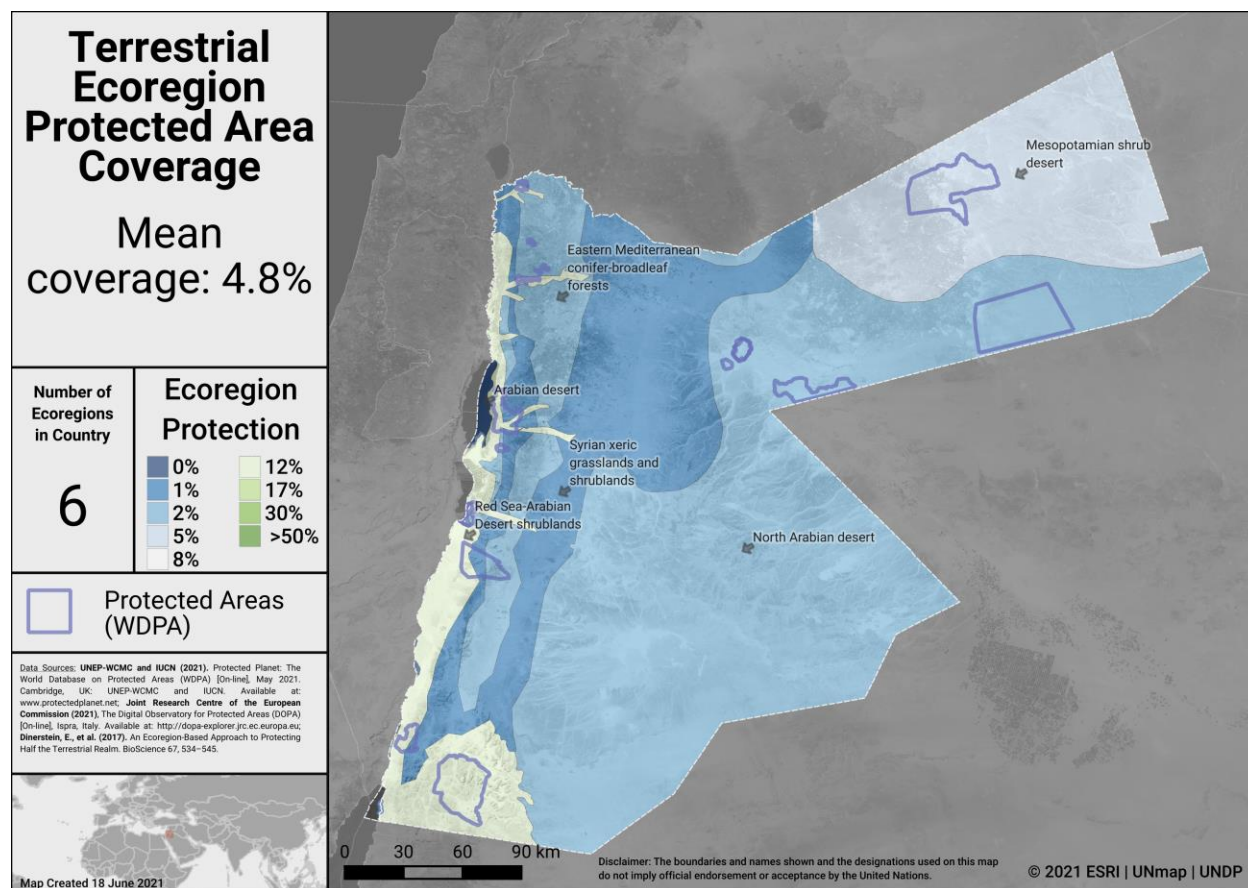 Terrestrial
Ecoregion
Protected Area
Coverage
Mean
coverage: 4.8%
Number of
Ecoregions
in Country
6
Ecoregion
Protection
0%
1%
2%
5%
8%
12%
17%
30%
>50%
Protected Areas
(WDPA)
Data Sources: UNEP-WCMC and IUCN (2021). Protected Planet: The
World Database on Protected Areas (WDPA) [On-line], May 2021.
Cambridge, UK: UNEP-WCMC and IUCN. Available at:
www.protectedplanet.net; Joint Research Centre of the European
Commission (2021), The Digital Observatory for Protected Areas (DOPA)
[On-line], Ispra, Italy. Available at: http://dopa-explorer.jrc.ec.europa.eu;
Dinerstein, E., et al. (2017). An Ecoregion-Based Approach to Protecting
Half the Terrestrial Realm. BioScience 67, 534–545.
Map Created 18 June 2021
Mesopotamian shrub
desert
Eastern Mediterranean
conifer-broadleaf
forests
Arabian desert
Syrian xeric
grasslands and
shrublands
Red Sea-Arabian
Desert shrublands
North Arabian desert
0 30 60 90 km
Disclaimer: The boundaries and names shown and the designations used on this map
do not imply official endorsement or acceptance by the United Nations.
© 2021 ESRI | UNmap | UNDP